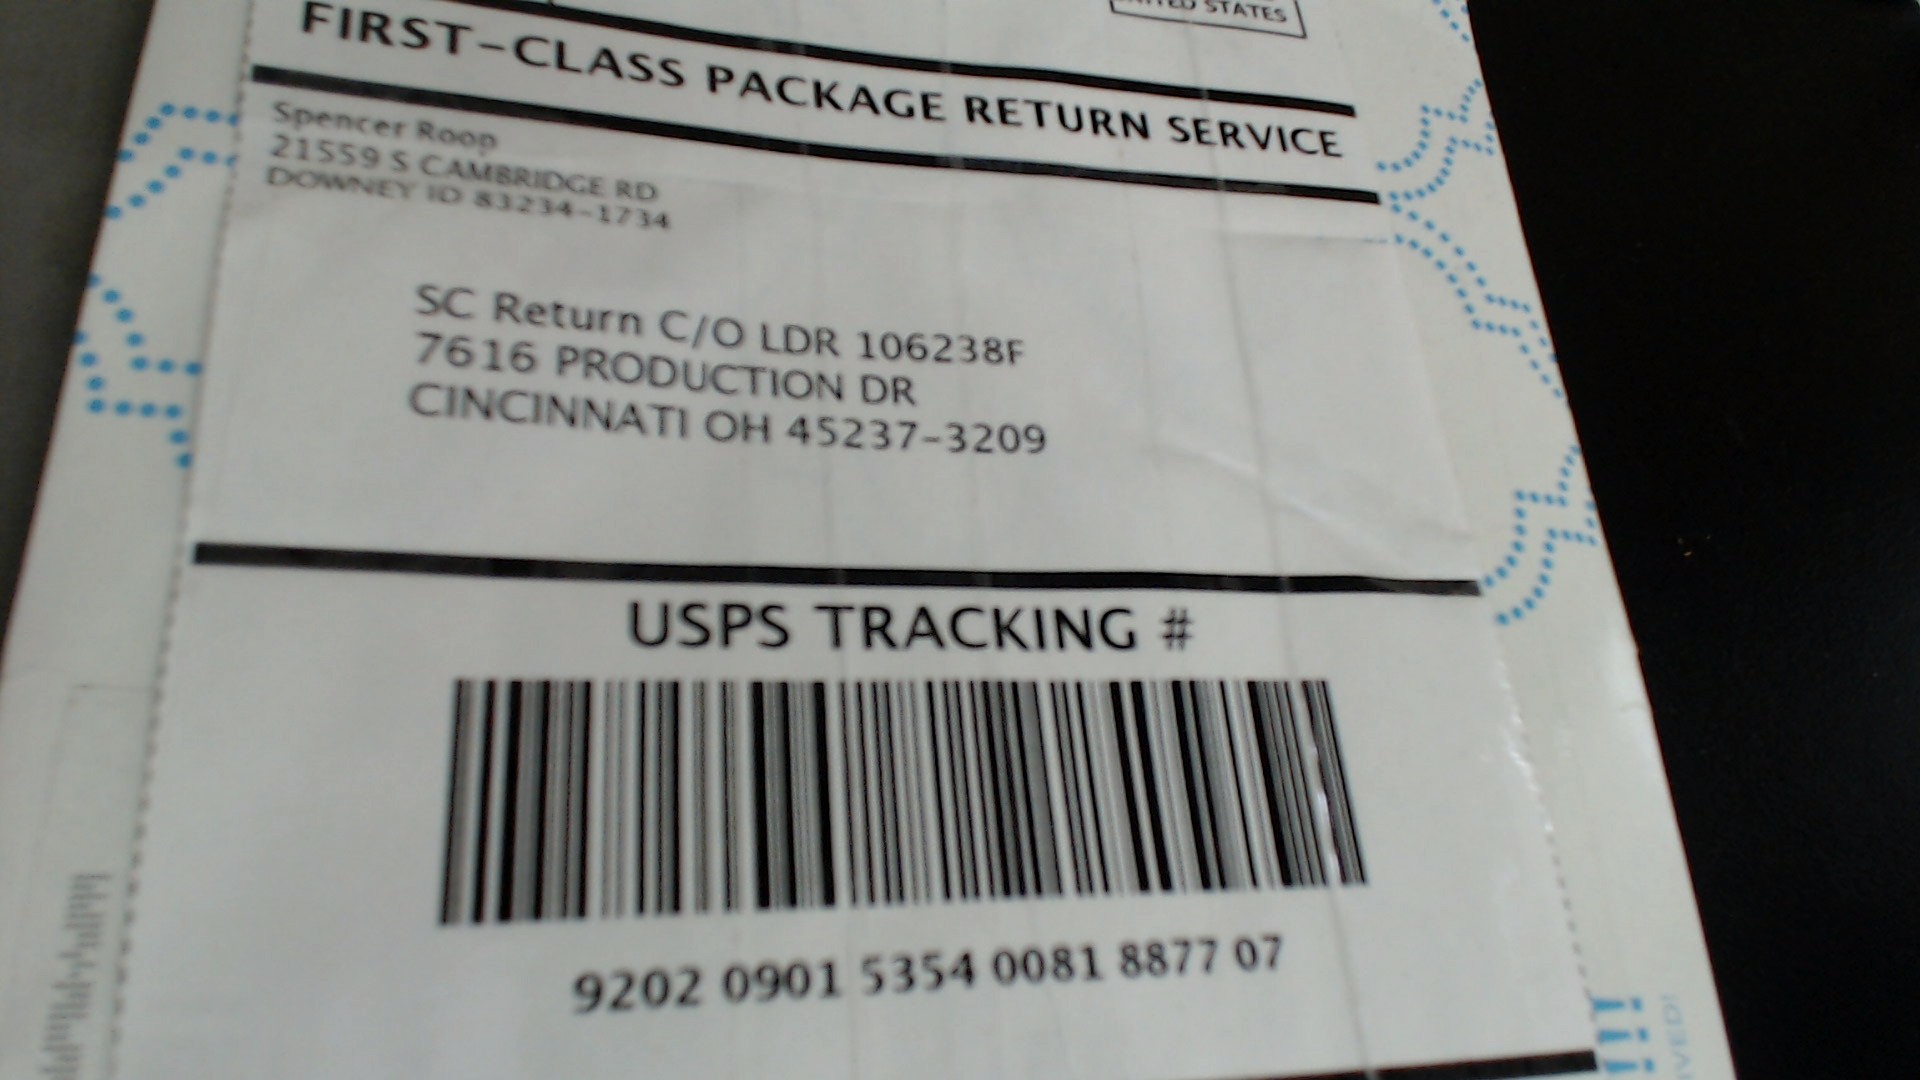 STATES
FIRST-CLASS PACKAGE RETURN SERVICE
Spencer Roop
21559 S CAMBRIDGE RD
DOWNEY ID 83234-1734
SC Return C/O LDR 106238F
7616 PRODUCTION DR
CINCINNATI OH 45237-3209
USPS TRACKING #
9202 0901 5354 0081 8877 07